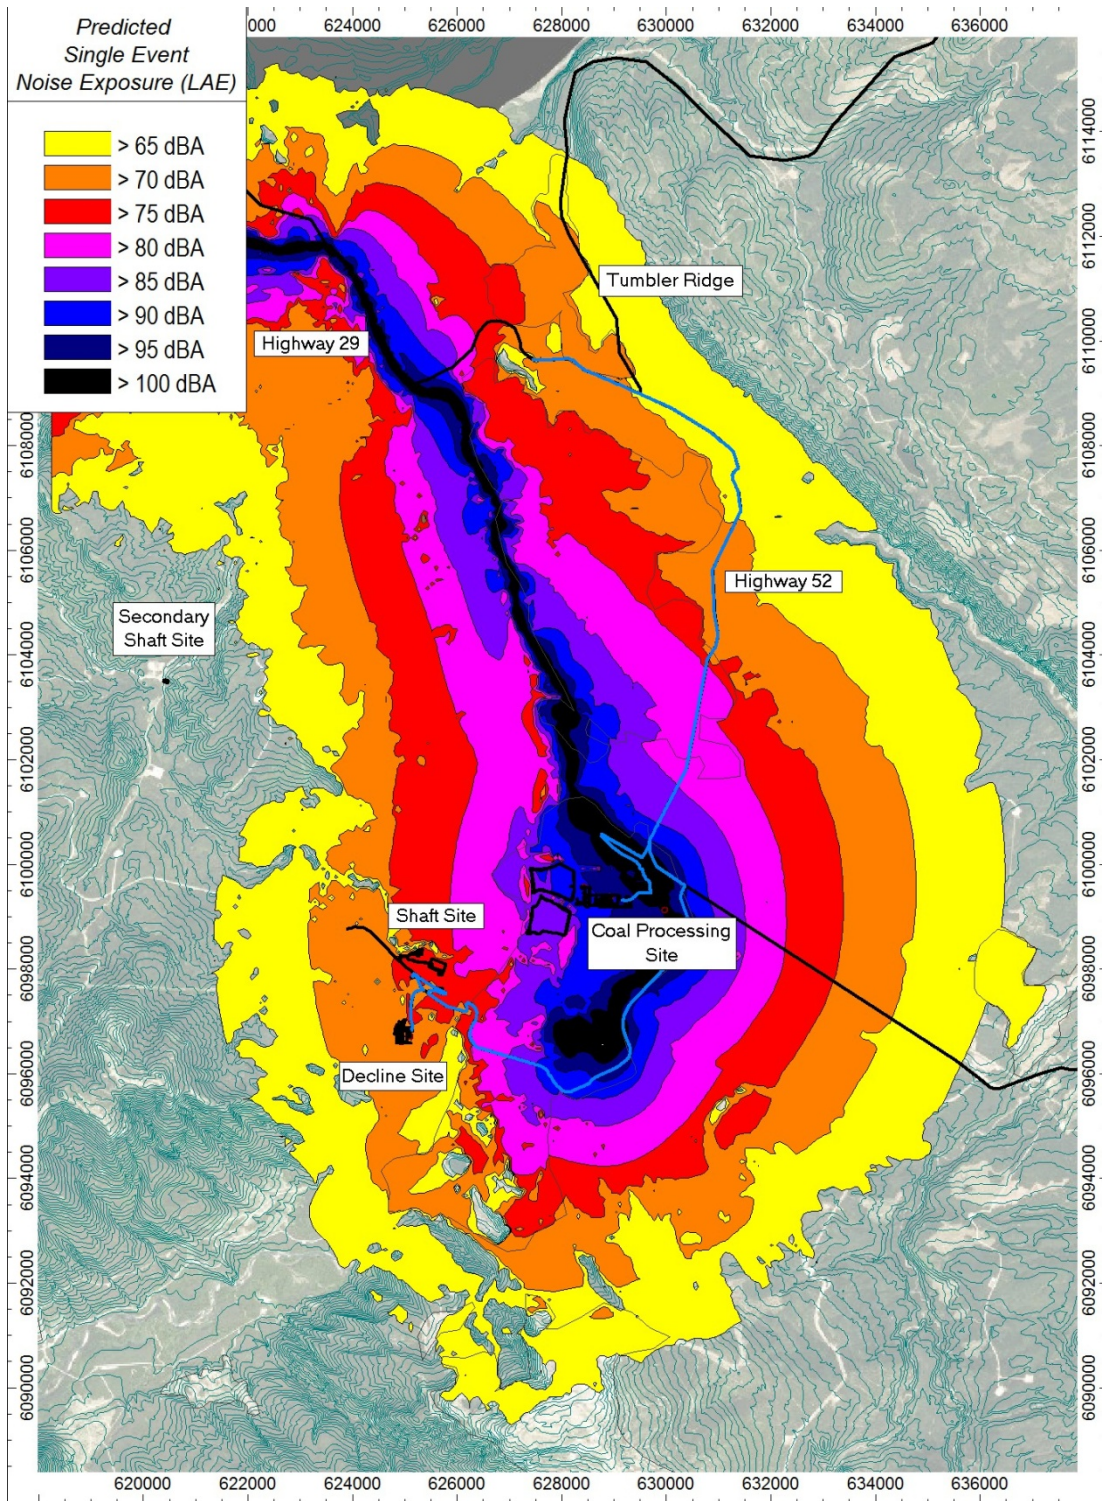 Predicted
Single Event
Noise Exposure (LAE)
> 65 dBA
> 70 dBA
> 75 dBA
> 80 dBA
> 85 dBA
> 90 dBA
> 95 dBA
> 100 dBA
000
624000
626000
628000
630000
632000
634000
636000
6114000
6112000
6110000
6108000
6106000
6104000
6102000
6100000
6098000
6096000
6094000
6092000
6090000
Tumbler Ridge
Highway 29
Highway 52
Secondary
Shaft Site
Shaft Site
Coal Processing
Site
Decline Site
6108000
6106000
6104000
6102000
6100000
6098000
6096000
6094000
6092000
6090000
620000
622000
624000
626000
628000
630000
632000
634000
636000